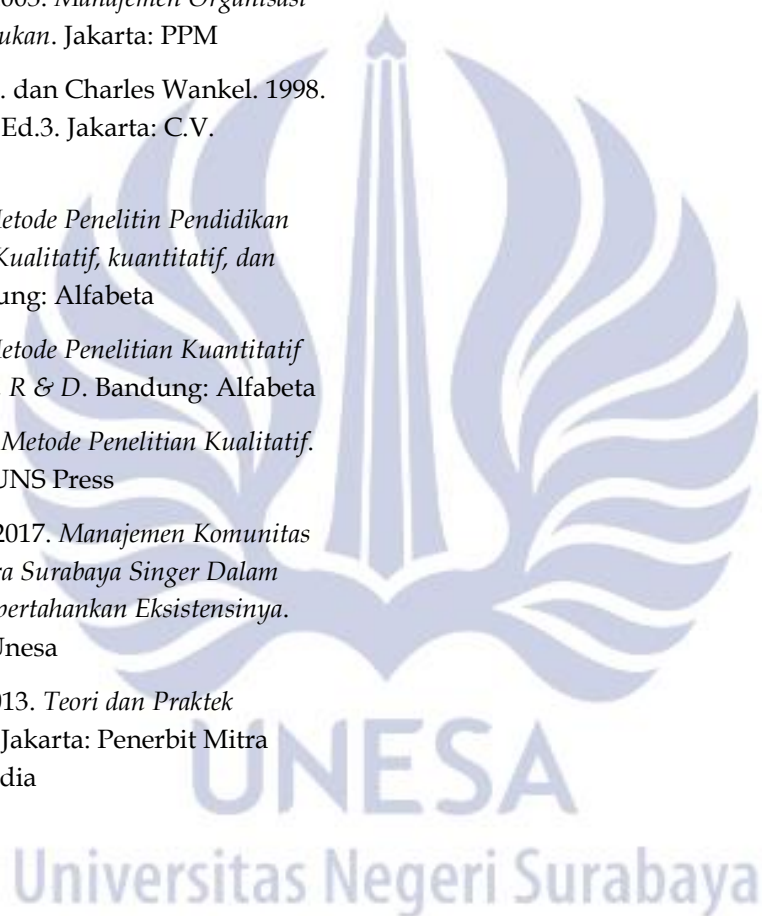 003. Manajemen Organisasi
ukan. Jakarta: PPM
. dan Charles Wankel. 1998.
Ed.3. Jakarta: C.V.
Metode Penelitin Pendidikan
Kualitatif, kuantitatif, dan
ung: Alfabeta
Metode Penelitian Kuantitatif
R & D. Bandung: Alfabeta
Metode Penelitian Kualitatif.
UNS Press
2017. Manajemen Komunitas
ra Surabaya Singer Dalam
pertahankan Eksistensinya.
Unesa
013. Teori dan Praktek
Jakarta: Penerbit Mitra
dia
UNESA
Universitas Negeri Surabaya